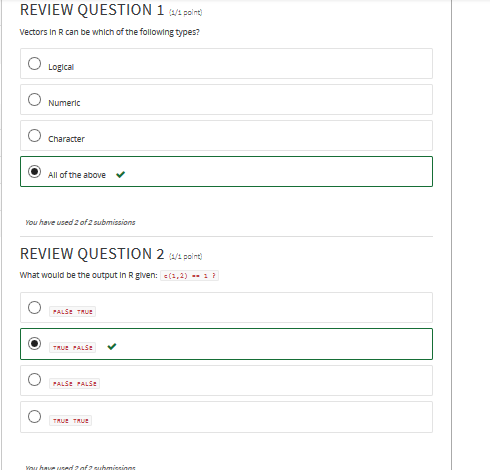 REVIEW QUESTION 1 (1/1 point)
Vectors in R can be which of the following types?
Logical
Numeric
Character
All of the above
You have used 2 of 2 submissions
REVIEW QUESTION 2 (1/1 point)
What would be the output in R given: c(1,2) == 1 ?
FALSE TRUE
TRUE FALSE
FALSE FALSE
TRUE TRUE
You have used 2 of 2 submissions